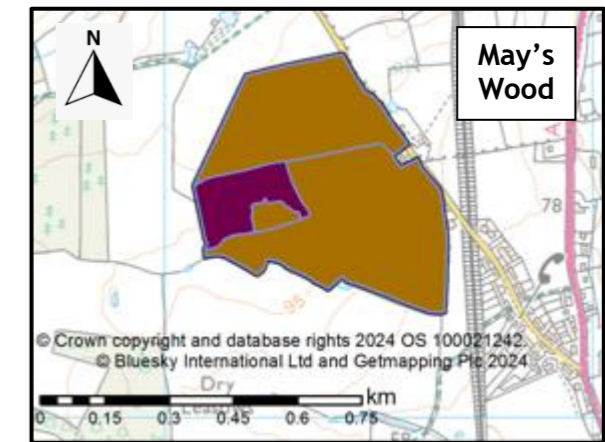 N
May's
Wood
A
78
95
© Crown copyright and database rights 2024 OS 100021242.
© Bluesky International Ltd and Getmapping Plc 2024
Dry
km
0 0.15 0.3 0.45 0.6 0.75